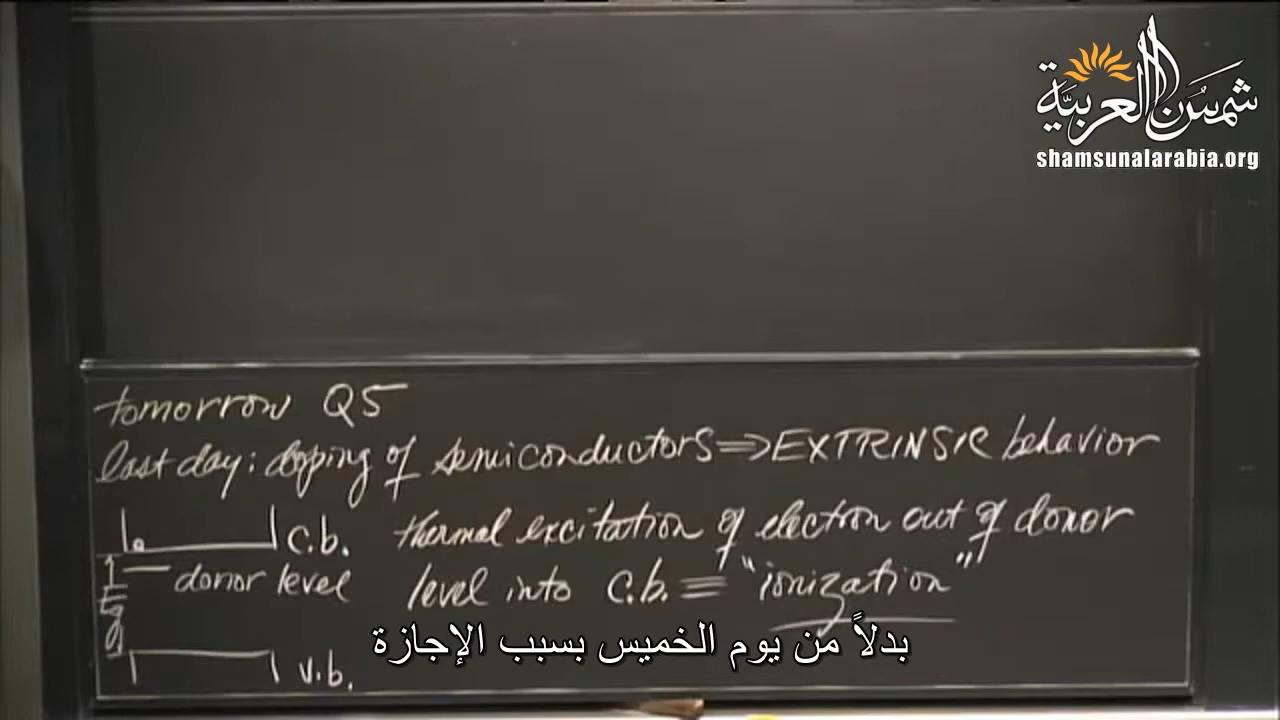 شمس العربية
shamsunalarabia.org
tomorrow Q5
last day: doping of semiconductors ⇒ EXTRINSIC behavior
c.b. thermal excitation of electron out of donor
donor level level into c.b. ≡ "ionization"
Eg
v.b.
بدلاً من يوم الخميس بسبب الإجازة